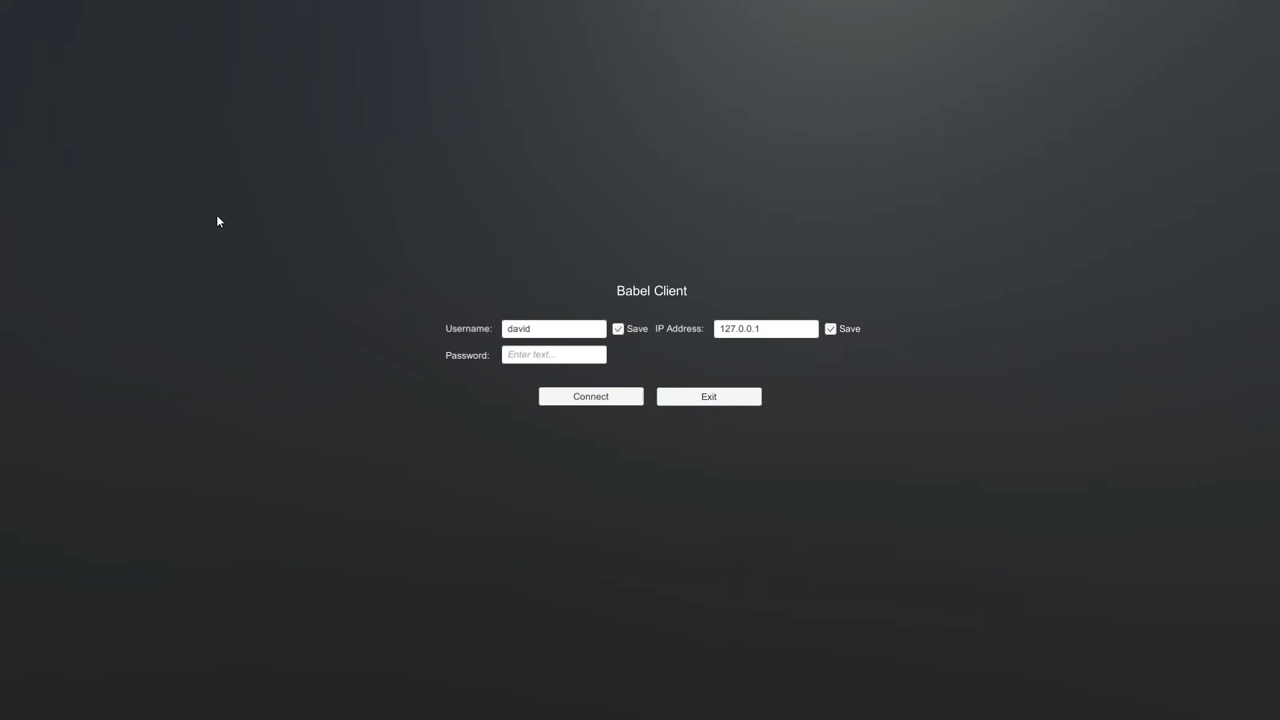 Babel Client
Username: david Save IP Address: 127.0.0.1 Save
Password: Enter text...
Connect Exit